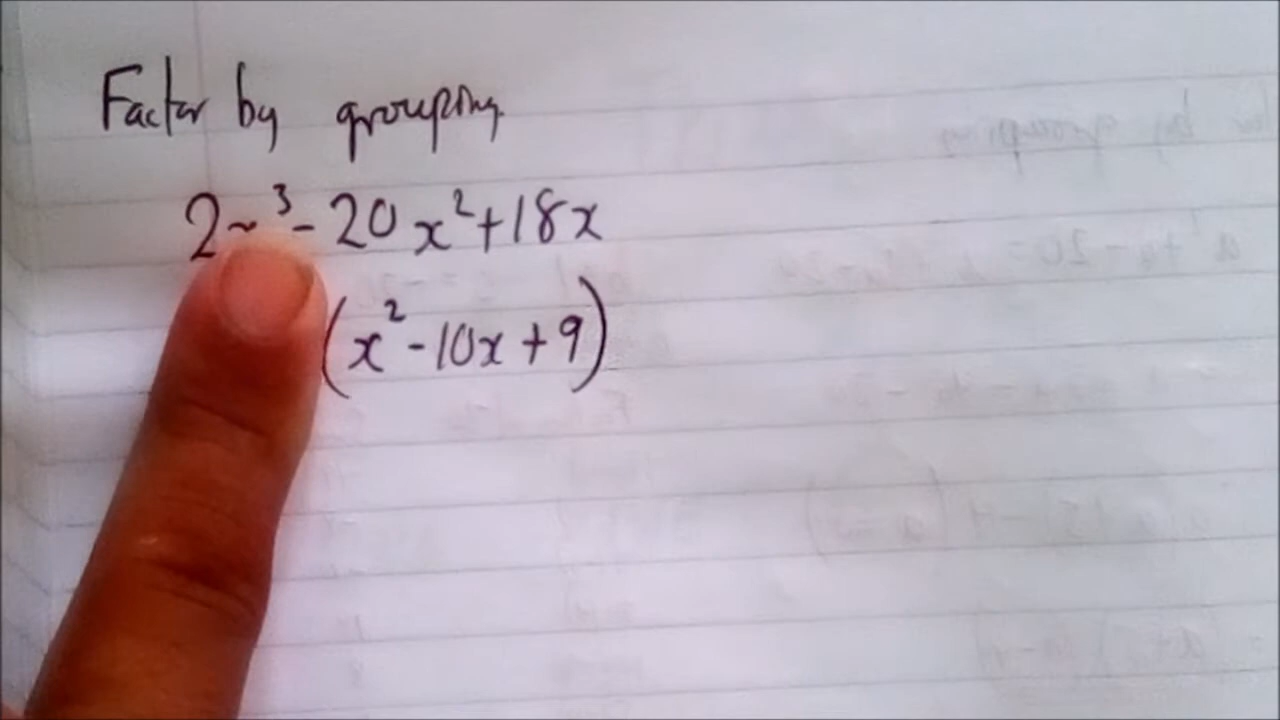 Factor by grouping
2x³-20x²+18x
(x²-10x+9)